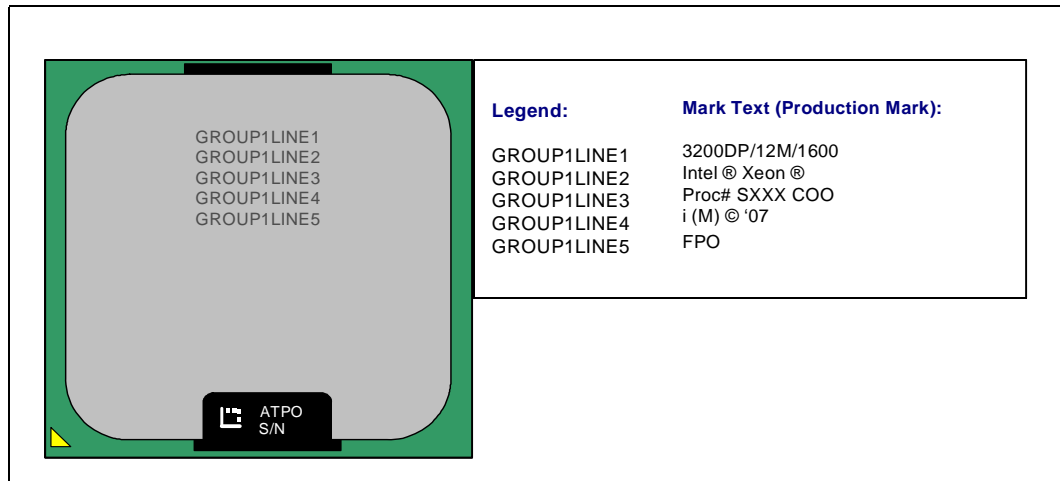 GROUP1LINE1
GROUP1LINE2
GROUP1LINE3
GROUP1LINE4
GROUP1LINE5
ATPO
S/N
Legend: Mark Text (Production Mark):
GROUP1LINE1 3200DP/12M/1600
GROUP1LINE2 Intel ® Xeon ®
GROUP1LINE3 Proc# SXXX COO
GROUP1LINE4 i (M) © ‘07
GROUP1LINE5 FPO